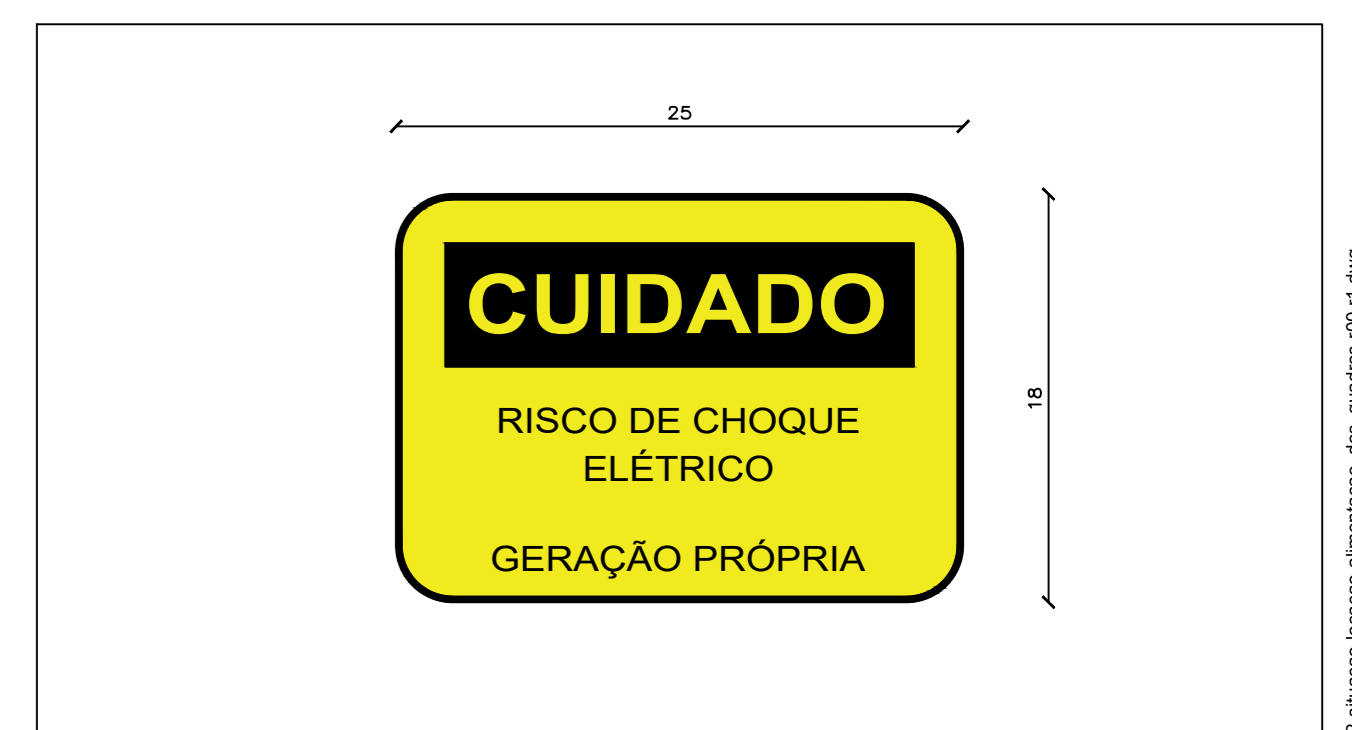 25
CUIDADO
RISCO DE CHOQUE
ELÉTRICO
GERAÇÃO PRÓPRIA
18